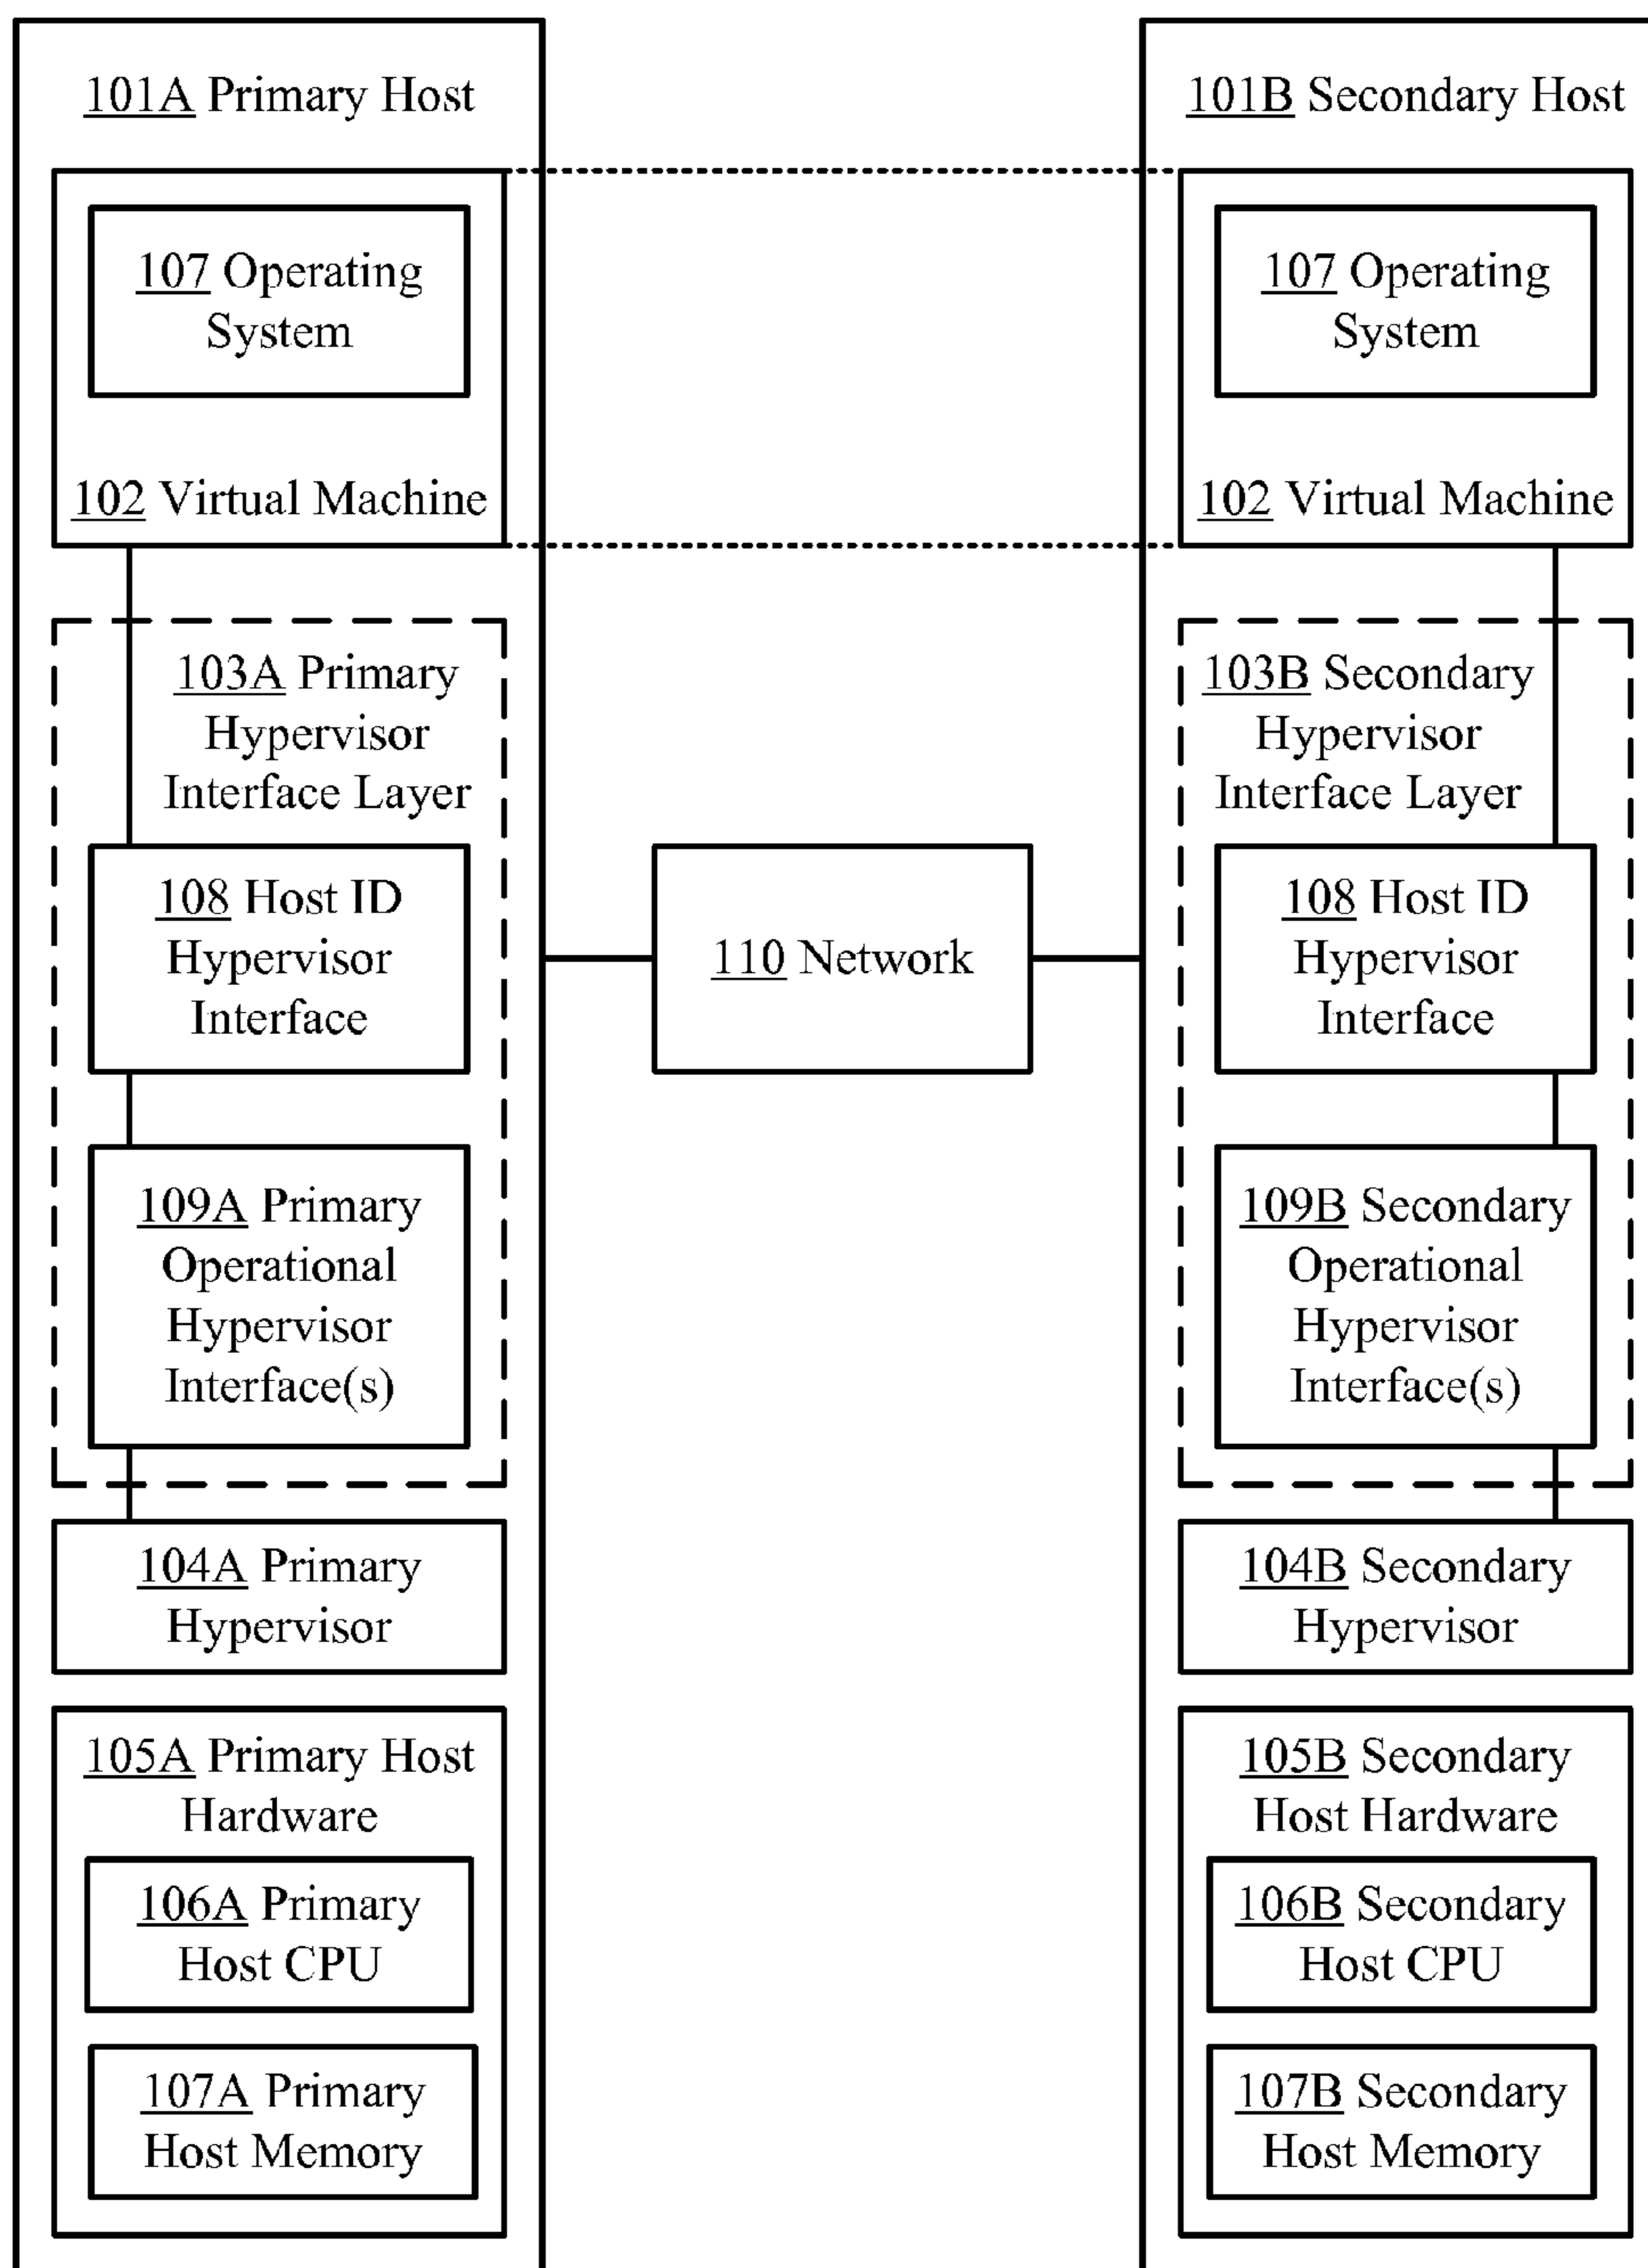 101A Primary Host
107 Operating
System
102 Virtual Machine
103A Primary
Hypervisor
Interface Layer
108 Host ID
Hypervisor
Interface
109A Primary
Operational
Hypervisor
Interface(s)
104A Primary
Hypervisor
105A Primary Host
Hardware
106A Primary
Host CPU
107A Primary
Host Memory
110 Network
101B Secondary Host
107 Operating
System
102 Virtual Machine
103B Secondary
Hypervisor
Interface Layer
108 Host ID
Hypervisor
Interface
109B Secondary
Operational
Hypervisor
Interface(s)
104B Secondary
Hypervisor
105B Secondary
Host Hardware
106B Secondary
Host CPU
107B Secondary
Host Memory